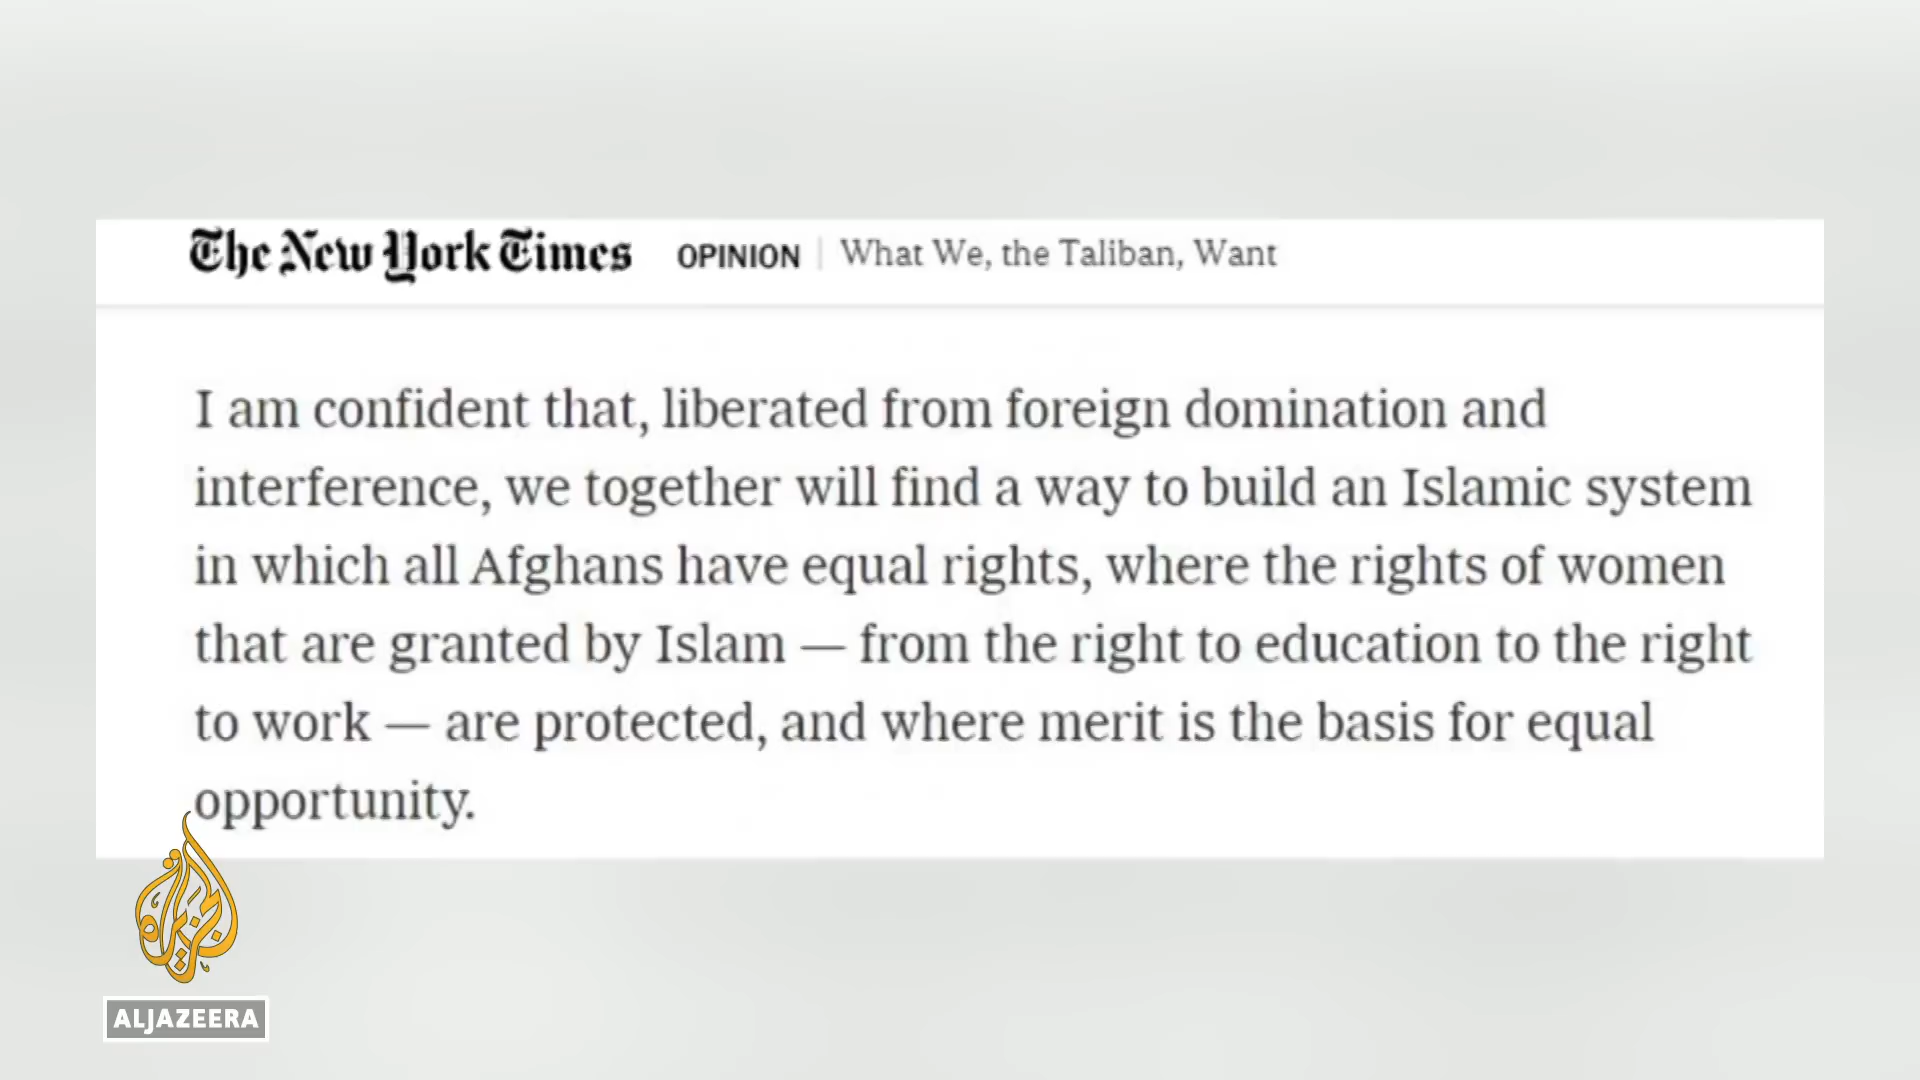 The New York Times OPINION What We, the Taliban, Want
I am confident that, liberated from foreign domination and
interference, we together will find a way to build an Islamic system
in which all Afghans have equal rights, where the rights of women
that are granted by Islam — from the right to education to the right
to work — are protected, and where merit is the basis for equal
opportunity.
الجزيرة
ALJAZEERA